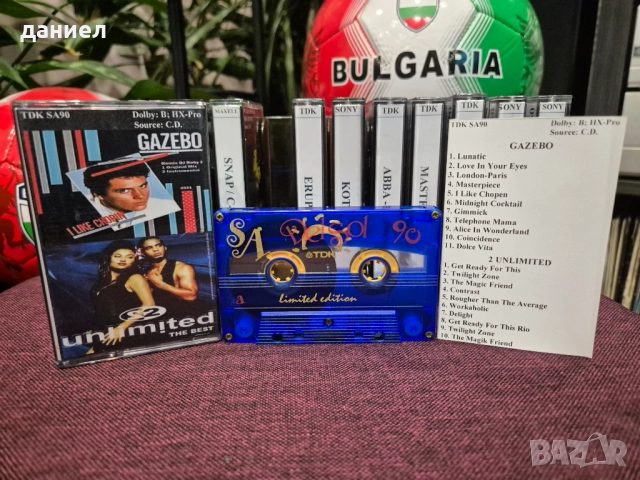 даниел
BULGARIA
TDK SA90
Dolby: B; HX-Pro
Source: C.D.
GAZEBO
I LIKE CHOPIN
2 unlim!ted
THE BEST
MAXELL
SNAP / C
TDK
ERUP
SONY
KOT
TDK
ABBA -
TDK
MAST
TDK
SONY
SONY
SA
90
TDK
A
limited edition
TDK SA90
Dolby: B; HX-Pro
Source: C.D.
GAZEBO
1. Lunatic
2. Love In Your Eyes
3. London-Paris
4. Masterpiece
5. I Like Chopen
6. Midnight Cocktail
7. Gimmick
8. Telephone Mama
9. Alice In Wonderland
10. Coincidence
11. Dolce Vita
2 UNLIMITED
1. Get Ready For This
2. Twilight Zone
3. The Magic Friend
4. Contrast
5. Rougher Than The Average
6. Workaholic
7. Delight
8. Get Ready For This Rio
9. Twilight Zone
10. The Magik Friend
BAZAR